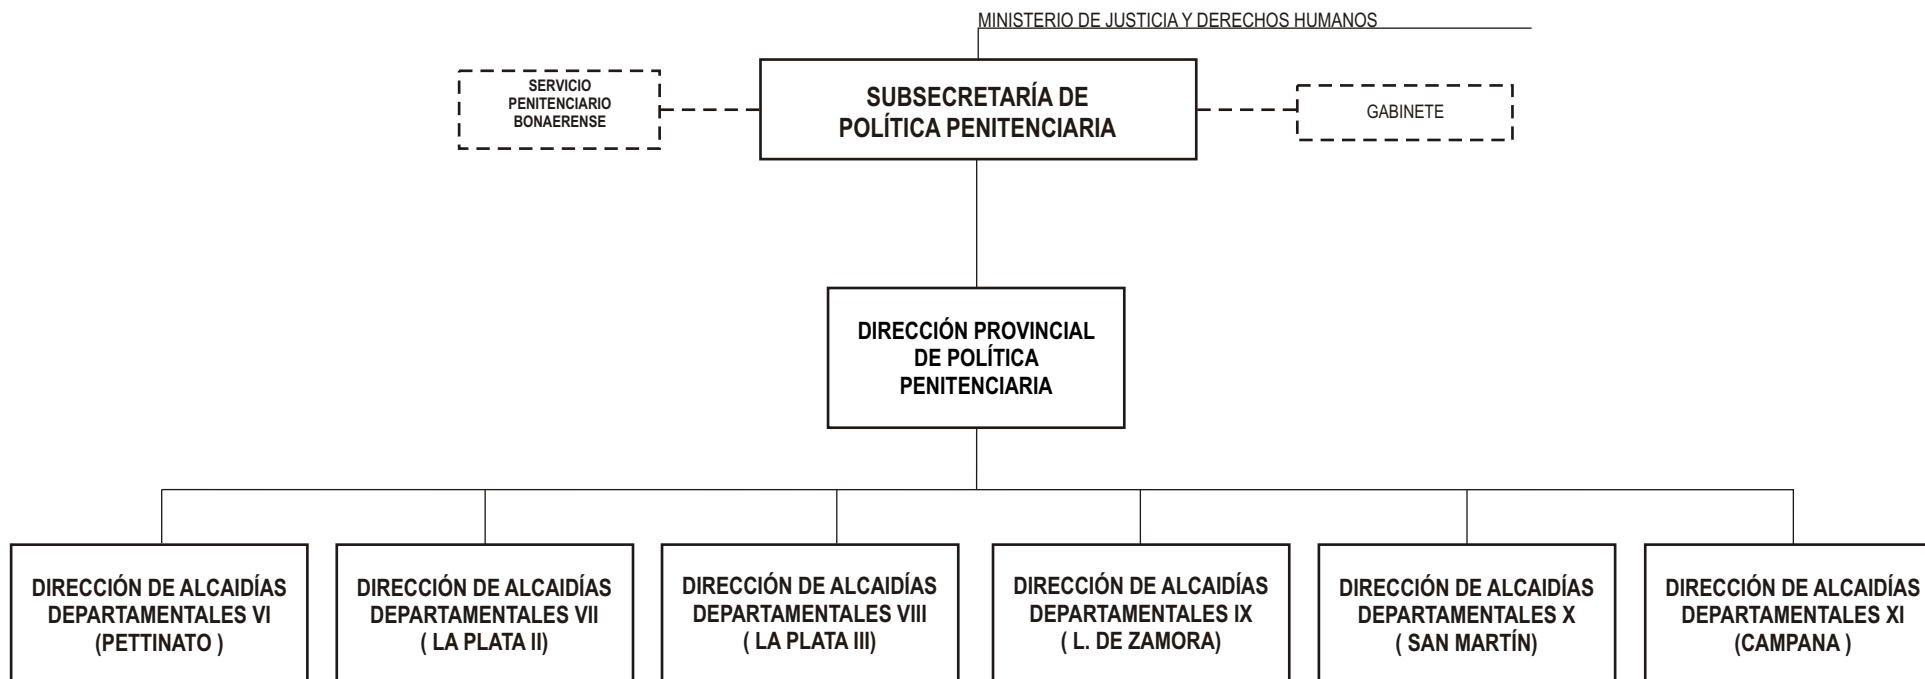 MINISTERIO DE JUSTICIA Y DERECHOS HUMANOS
SERVICIO
PENITENCIARIO
BONAERENSE
SUBSECRETARÍA DE
POLÍTICA PENITENCIARIA
GABINETE
DIRECCIÓN PROVINCIAL
DE POLÍTICA
PENITENCIARIA
DIRECCIÓN DE ALCAIDÍAS
DEPARTAMENTALES VI
(PETTINATO )
DIRECCIÓN DE ALCAIDÍAS
DEPARTAMENTALES VII
( LA PLATA II)
DIRECCIÓN DE ALCAIDÍAS
DEPARTAMENTALES VIII
( LA PLATA III)
DIRECCIÓN DE ALCAIDÍAS
DEPARTAMENTALES IX
( L. DE ZAMORA)
DIRECCIÓN DE ALCAIDÍAS
DEPARTAMENTALES X
( SAN MARTÍN)
DIRECCIÓN DE ALCAIDÍAS
DEPARTAMENTALES XI
(CAMPANA )